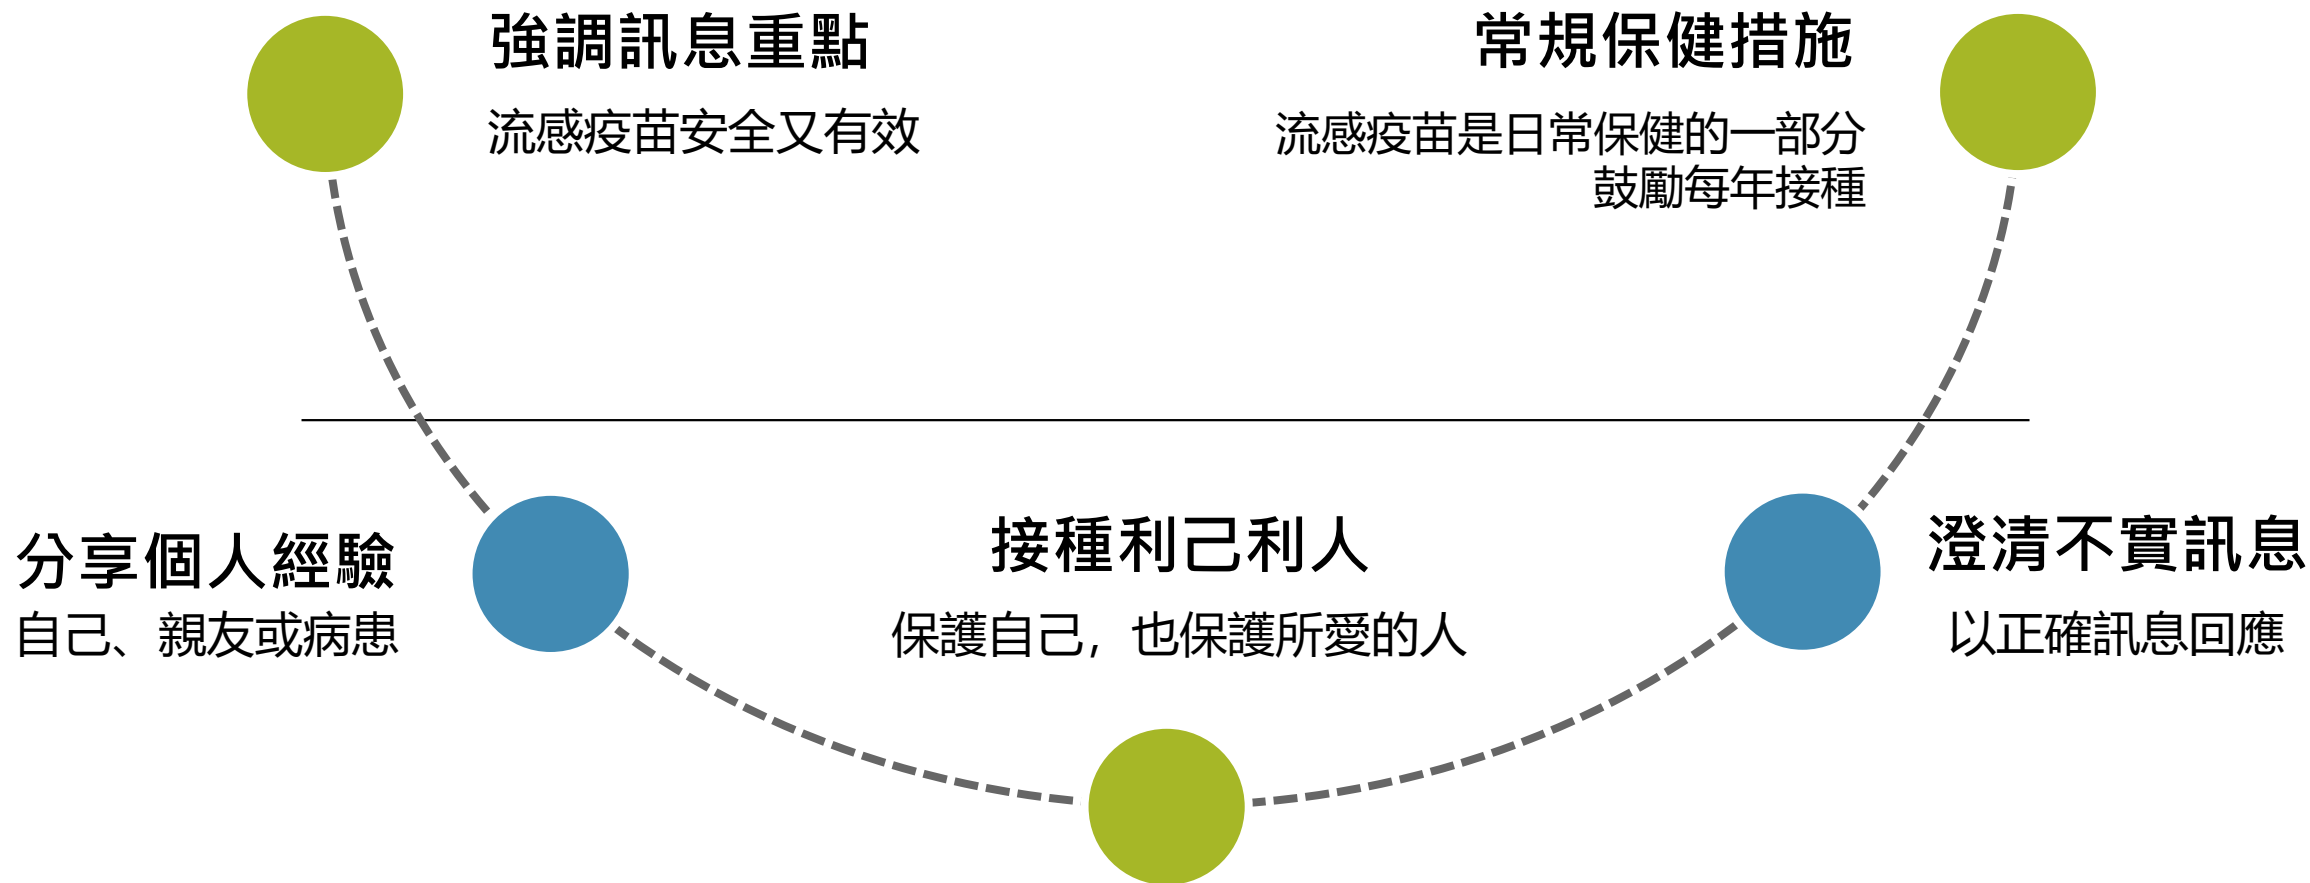 強調訊息重點
流感疫苗安全又有效
常規保健措施
流感疫苗是日常保健的一部分
鼓勵每年接種
分享個人經驗
自己、親友或病患
接種利己利人
保護自己，也保護所愛的人
澄清不實訊息
以正確訊息回應